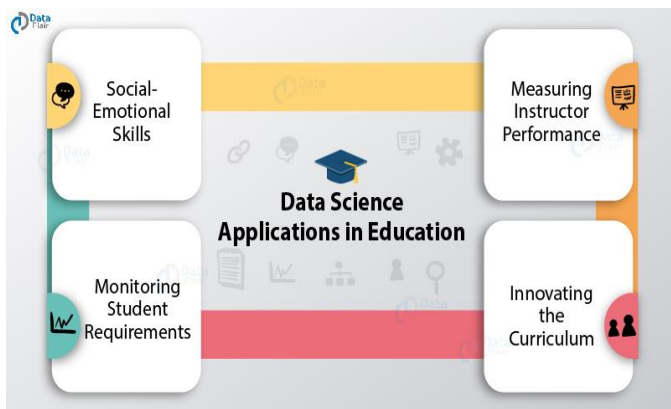 Data
Flair
Social-
Emotional
Skills
Measuring
Instructor
Performance
Data Science
Applications in Education
Monitoring
Student
Requirements
Innovating
the
Curriculum